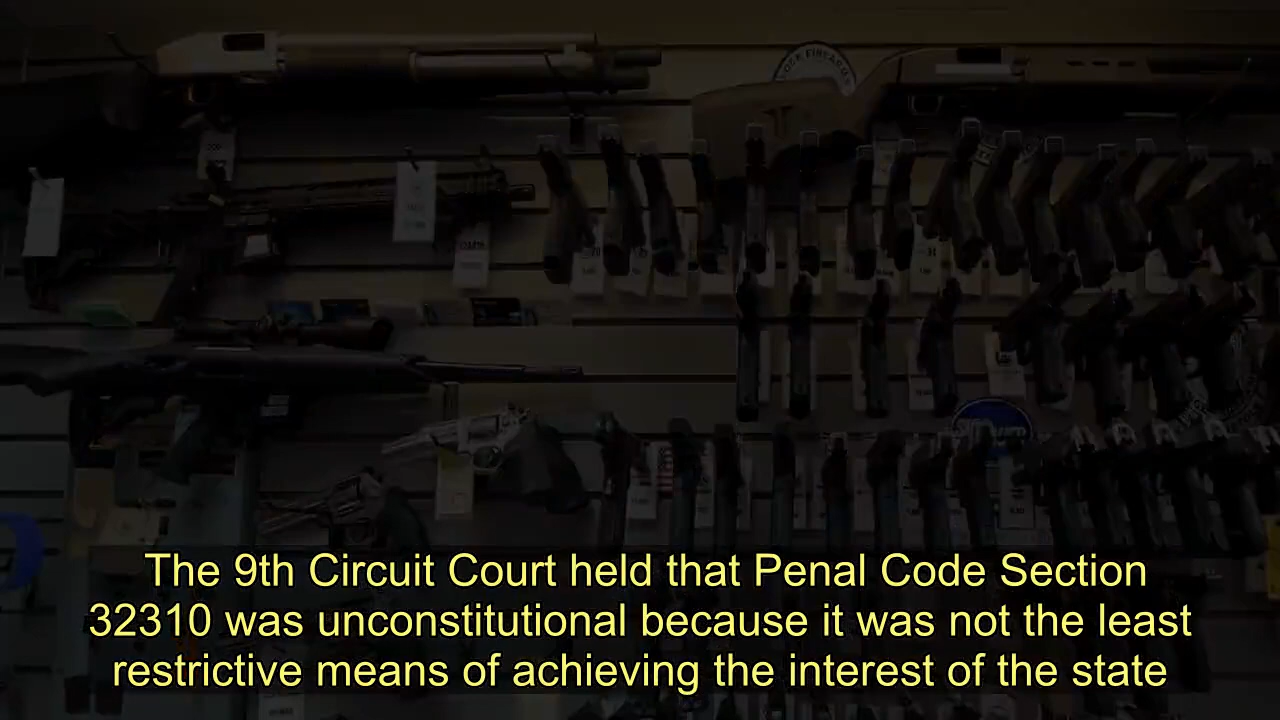 The 9th Circuit Court held that Penal Code Section
32310 was unconstitutional because it was not the least
restrictive means of achieving the interest of the state